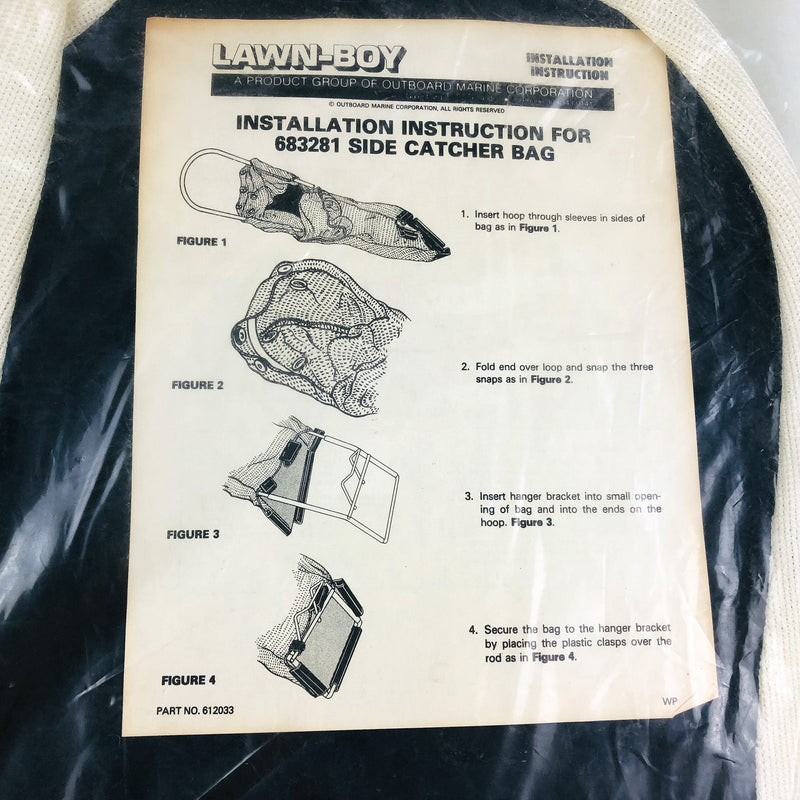 LAWN-BOY
INSTALLATION
INSTRUCTION
A PRODUCT GROUP OF OUTBOARD MARINE CORPORATION
© OUTBOARD MARINE CORPORATION, ALL RIGHTS RESERVED
INSTALLATION INSTRUCTION FOR
683281 SIDE CATCHER BAG
1. Insert hoop through sleeves in sides of
bag as in Figure 1.
FIGURE 1
2. Fold end over loop and snap the three
snaps as in Figure 2.
FIGURE 2
3. Insert hanger bracket into small open-
ing of bag and into the ends on the
hoop. Figure 3.
FIGURE 3
4. Secure the bag to the hanger bracket
by placing the plastic clasps over the
rod as in Figure 4.
FIGURE 4
PART NO. 612033
WP